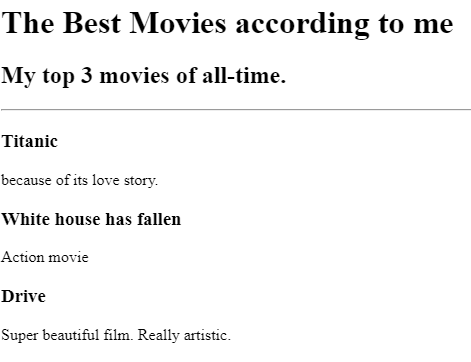 The Best Movies according to me
My top 3 movies of all-time.
Titanic
because of its love story.
White house has fallen
Action movie
Drive
Super beautiful film. Really artistic.